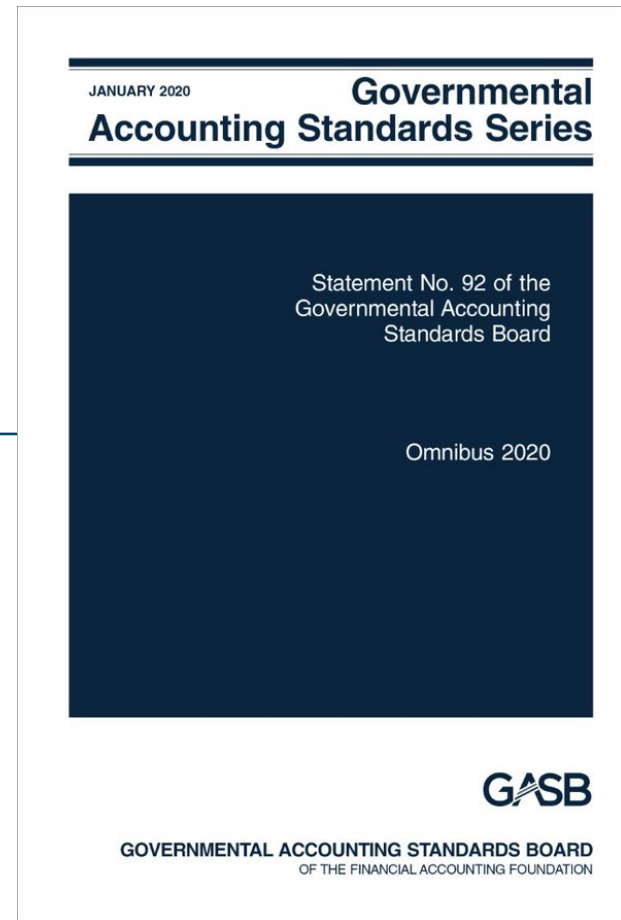 JANUARY 2020
Governmental
Accounting Standards Series
Statement No. 92 of the
Governmental Accounting
Standards Board
Omnibus 2020
GASB
GOVERNMENTAL ACCOUNTING STANDARDS BOARD
OF THE FINANCIAL ACCOUNTING FOUNDATION